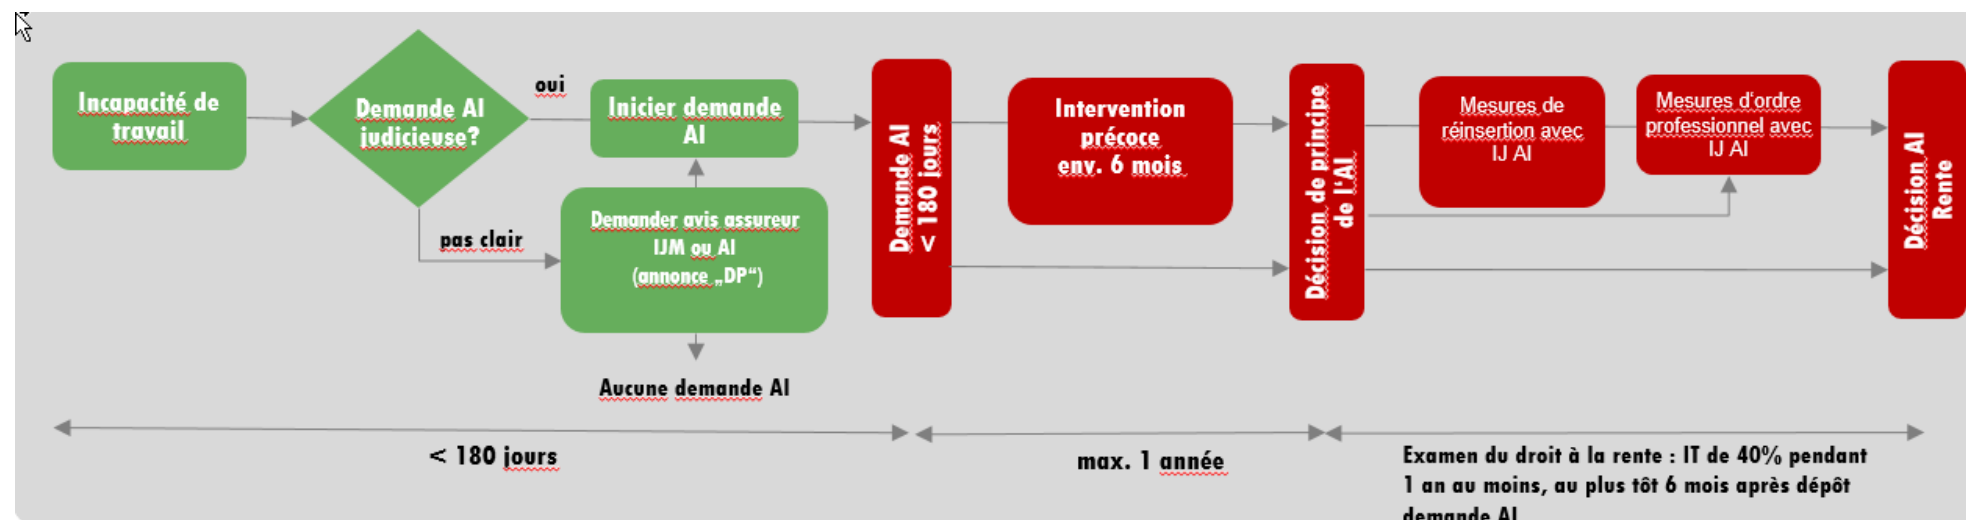 Incapacité de
travail
Demande AI
judicieuse?
oui
pas clair
Inicier demande
AI
Demander avis assureur
IJM ou AI
(annonce „DP“)
Aucune demande AI
Demande AI
< 180 jours
Intervention
précoce
env. 6 mois
Décision de principe
de l'AI
Mesures de
réinsertion avec
IJ AI
Mesures d'ordre
professionnel avec
IJ AI
Décision AI
Rente
< 180 jours
max. 1 année
Examen du droit à la rente : IT de 40% pendant
1 an au moins, au plus tôt 6 mois après dépôt
demande AI